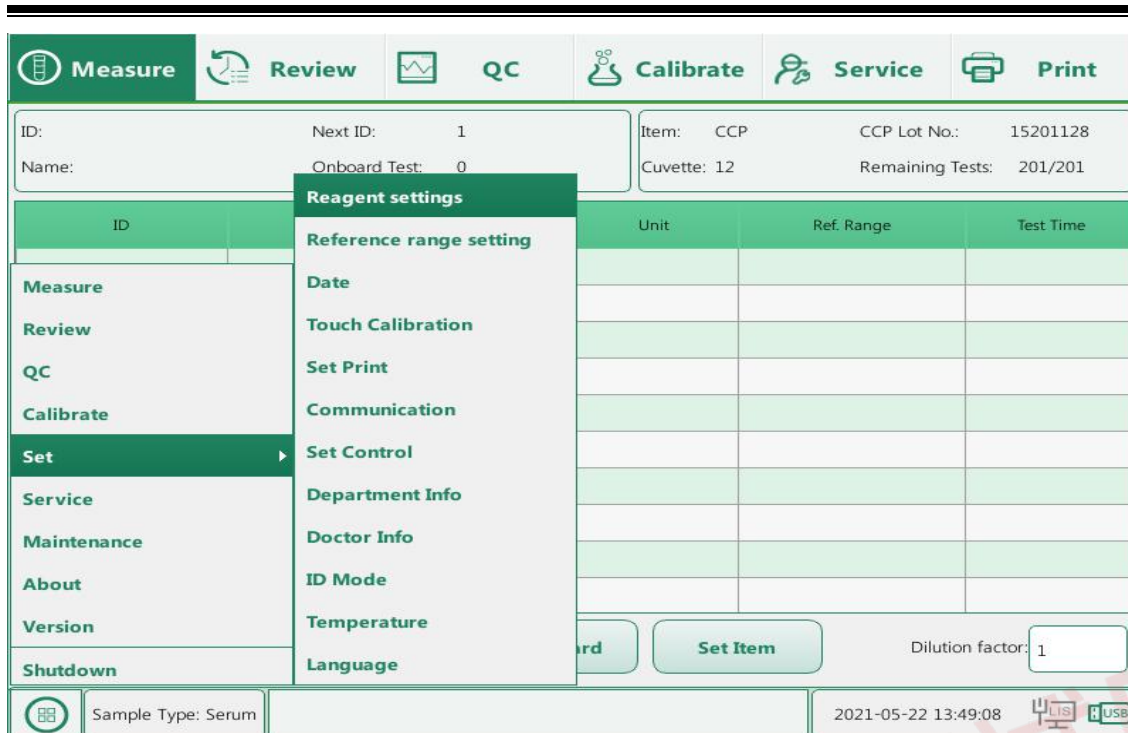 Measure Review QC Calibrate Service Print
ID: Next ID: 1 Item: CCP CCP Lot No.: 15201128
Name: Onboard Test: 0 Cuvette: 12 Remaining Tests: 201/201
ID Unit Ref. Range Test Time
Measure
Review
QC
Calibrate
Set
Service
Maintenance
About
Version
Shutdown
Reagent settings
Reference range setting
Date
Touch Calibration
Set Print
Communication
Set Control
Department Info
Doctor Info
ID Mode
Temperature
Language
Set Item Dilution factor: 1
Sample Type: Serum 2021-05-22 13:49:08 LIS USB